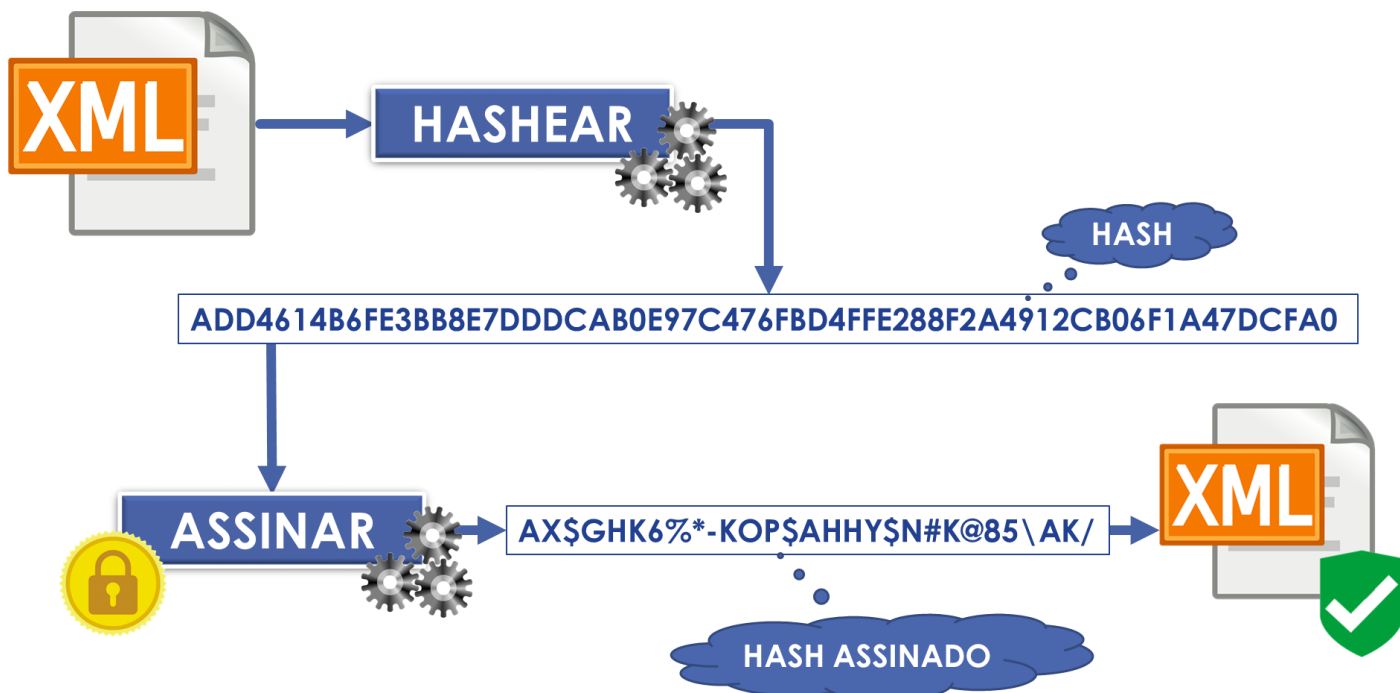 XML
HASHEAR
HASH
ADD4614B6FE3BB8E7DDDCAB0E97C476FBD4FFE288F2A4912CB06F1A47DCFA0
ASSINAR
AX$GHK6%*-KOP$AHHY$N#K@85\AK/
XML
HASH ASSINADO